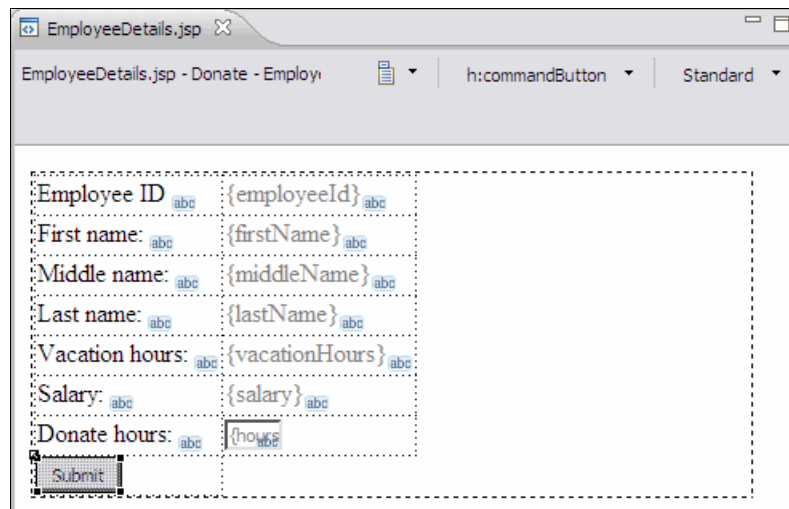 EmployeeDetails.jsp
EmployeeDetails.jsp - Donate - Employ h:commandButton Standard
Employee ID abc {employeeId} abc
First name: abc {firstName} abc
Middle name: abc {middleName} abc
Last name: abc {lastName} abc
Vacation hours: abc {vacationHours} abc
Salary: abc {salary} abc
Donate hours: abc {hours abc
Submit